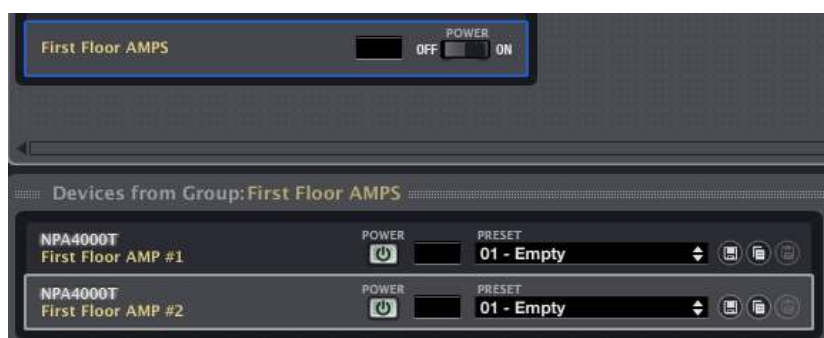 First Floor AMPS
POWER
OFF ON
Devices from Group: First Floor AMPS
NPA4000T
First Floor AMP #1
POWER
PRESET
01 - Empty
NPA4000T
First Floor AMP #2
POWER
PRESET
01 - Empty